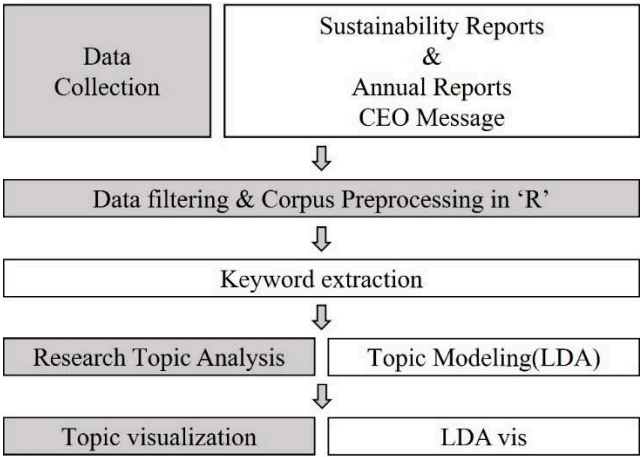 Data
Collection
Sustainability Reports
&
Annual Reports
CEO Message
Data filtering & Corpus Preprocessing in ‘R’
Keyword extraction
Research Topic Analysis
Topic Modeling(LDA)
Topic visualization
LDA vis